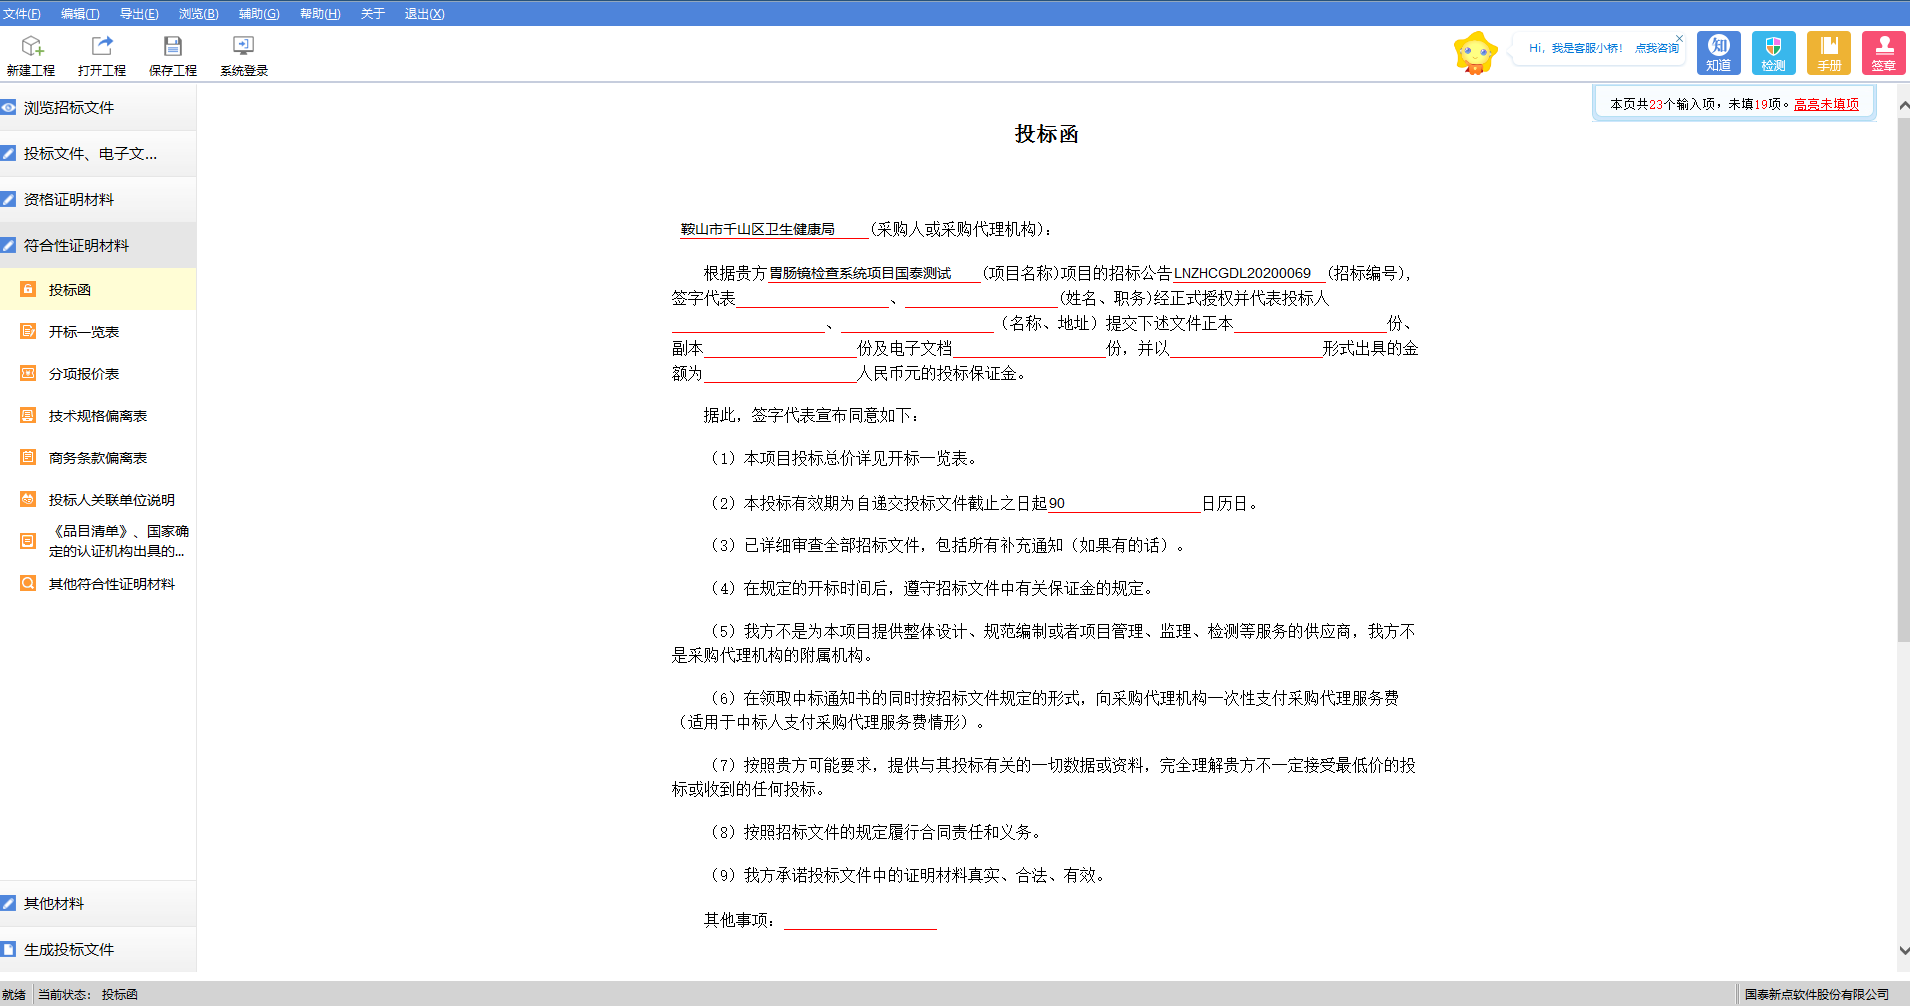 文件(F) 编辑(T) 导出(E) 浏览(B) 辅助(G) 帮助(H) 关于 退出(X)
新建工程 打开工程 保存工程 系统登录
Hi，我是客服小桥！ 点我咨询
知
知道 检测 手册 签章
浏览招标文件
投标文件、电子文...
资格证明材料
符合性证明材料
投标函
开标一览表
分项报价表
技术规格偏离表
商务条款偏离表
投标人关联单位说明
《品目清单》、国家确
定的认证机构出具的...
其他符合性证明材料
其他材料
生成投标文件
本页共23个输入项，未填19项。高亮未填项
投标函
鞍山市千山区卫生健康局 (采购人或采购代理机构)：
根据贵方胃肠镜检查系统项目国泰测试 (项目名称)项目的招标公告LNZHCGDL20200069 (招标编号),
签字代表 、 (姓名、职务)经正式授权并代表投标人
、 （名称、地址）提交下述文件正本 份、
副本 份及电子文档 份，并以 形式出具的金
额为 人民币元的投标保证金。
据此，签字代表宣布同意如下：
（1）本项目投标总价详见开标一览表。
（2）本投标有效期为自递交投标文件截止之日起90 日历日。
（3）已详细审查全部招标文件，包括所有补充通知（如果有的话）。
（4）在规定的开标时间后，遵守招标文件中有关保证金的规定。
（5）我方不是为本项目提供整体设计、规范编制或者项目管理、监理、检测等服务的供应商，我方不
是采购代理机构的附属机构。
（6）在领取中标通知书的同时按招标文件规定的形式，向采购代理机构一次性支付采购代理服务费
（适用于中标人支付采购代理服务费情形）。
（7）按照贵方可能要求，提供与其投标有关的一切数据或资料，完全理解贵方不一定接受最低价的投
标或收到的任何投标。
（8）按照招标文件的规定履行合同责任和义务。
（9）我方承诺投标文件中的证明材料真实、合法、有效。
其他事项：
就绪 当前状态： 投标函 国泰新点软件股份有限公司